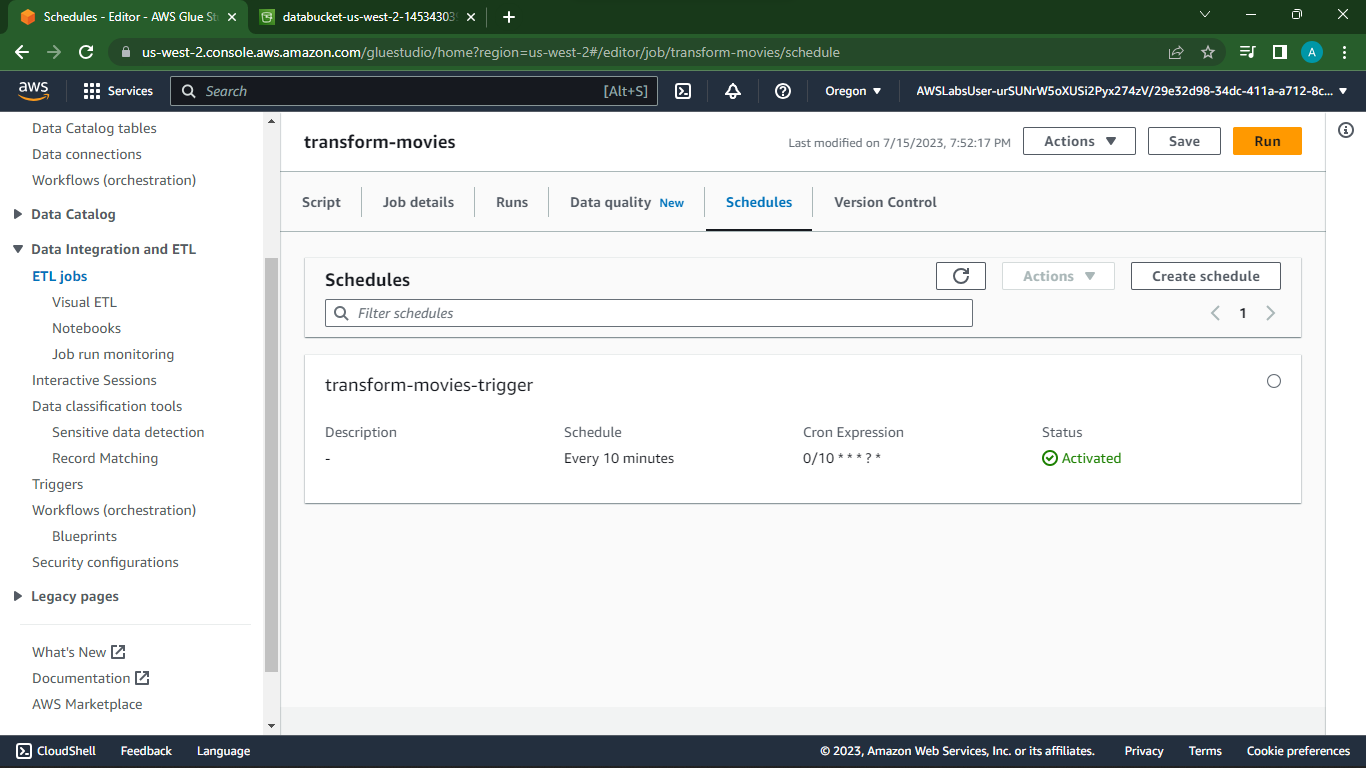 Schedules - Editor - AWS Glue St
databucket-us-west-2-145343039
us-west-2.console.aws.amazon.com/gluestudio/home?region=us-west-2#/editor/job/transform-movies/schedule
A
aws
Services
Search
[Alt+S]
Oregon
AWSLabsUser-urSUNrW5oXUSi2Pyx274zV/29e32d98-34dc-411a-a712-8c...
Data Catalog tables
Data connections
Workflows (orchestration)
Data Catalog
Data Integration and ETL
ETL jobs
Visual ETL
Notebooks
Job run monitoring
Interactive Sessions
Data classification tools
Sensitive data detection
Record Matching
Triggers
Workflows (orchestration)
Blueprints
Security configurations
Legacy pages
What's New
Documentation
AWS Marketplace
transform-movies
Last modified on 7/15/2023, 7:52:17 PM
Actions
Save
Run
Script
Job details
Runs
Data quality New
Schedules
Version Control
Schedules
Actions
Create schedule
Filter schedules
1
transform-movies-trigger
Description
-
Schedule
Every 10 minutes
Cron Expression
0/10 * * * ? *
Status
Activated
CloudShell
Feedback
Language
© 2023, Amazon Web Services, Inc. or its affiliates.
Privacy
Terms
Cookie preferences